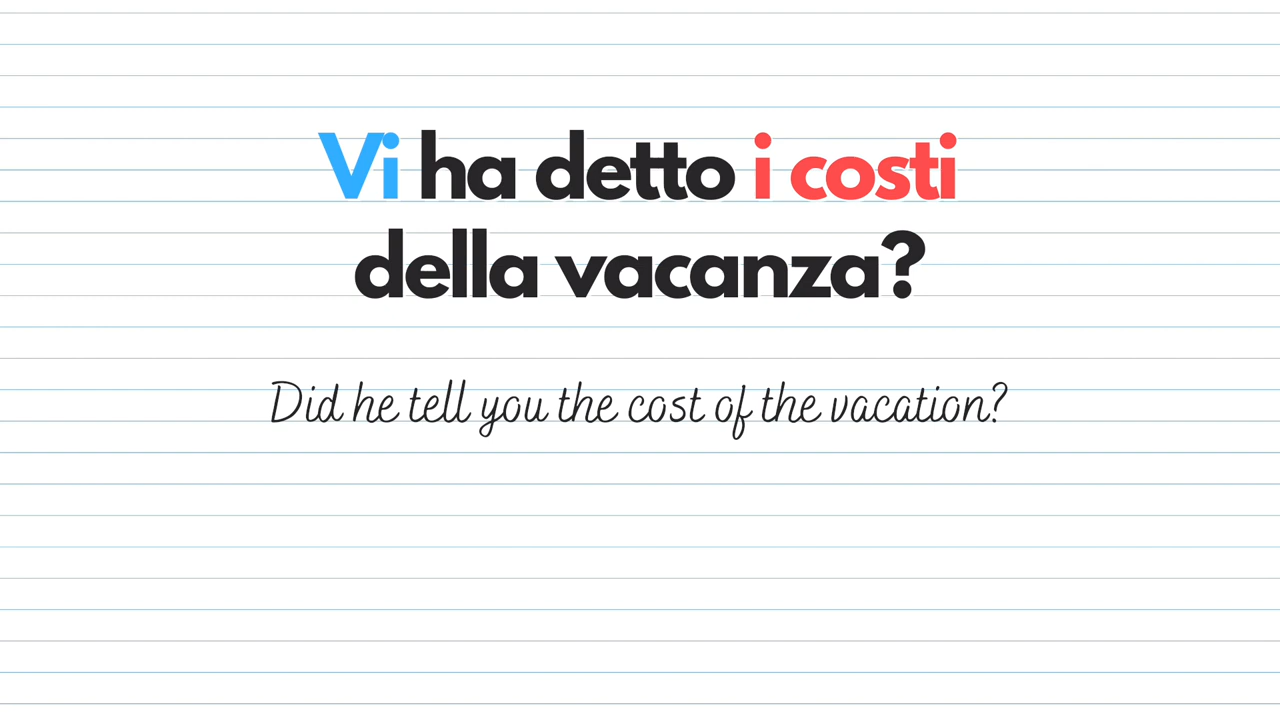 Vi ha detto i costi
della vacanza?
Did he tell you the cost of the vacation?